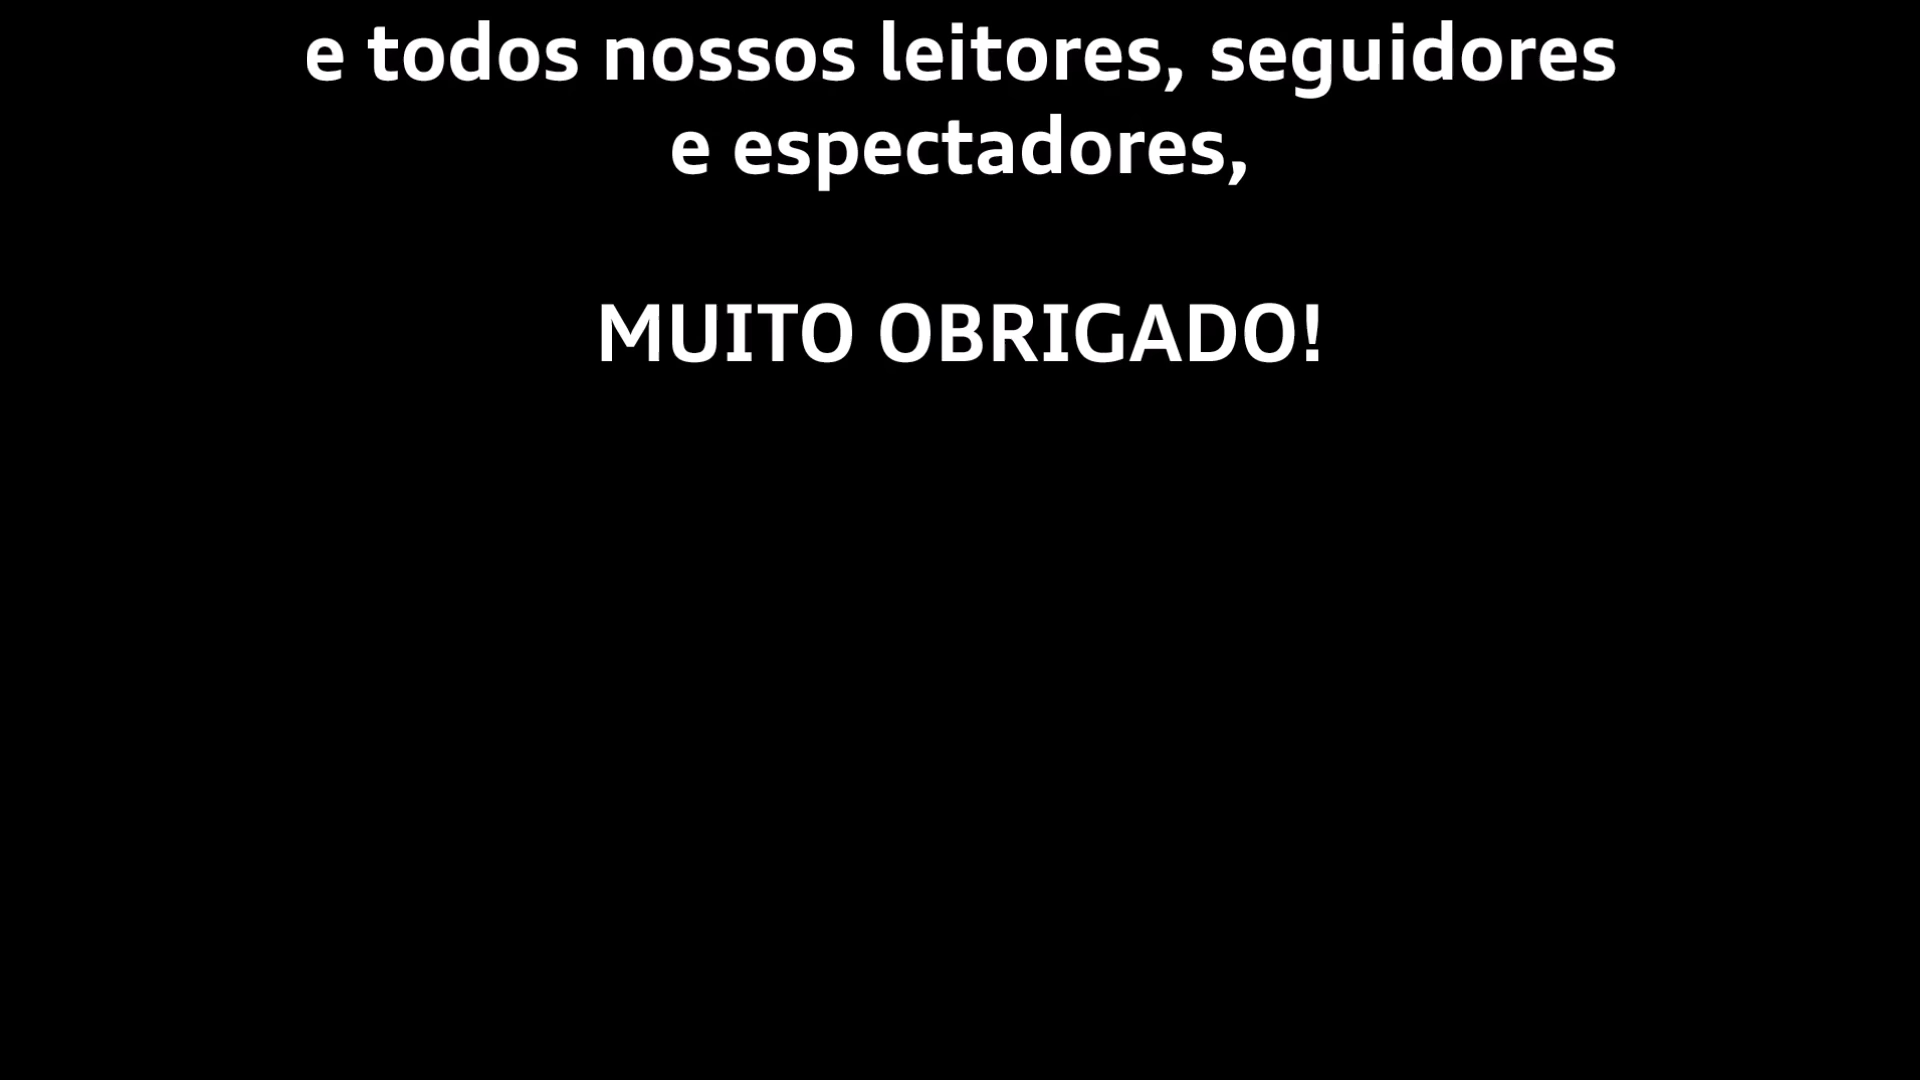 e todos nossos leitores, seguidores
e espectadores,
MUITO OBRIGADO!